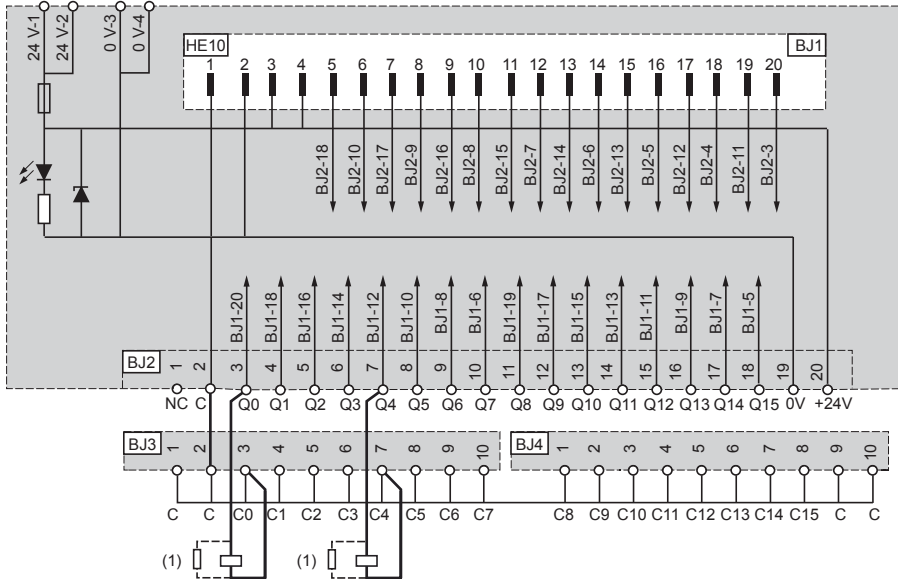 24 V-1 24 V-2 0 V-3 0 V-4
HE10 BJ1
1 2 3 4 5 6 7 8 9 10 11 12 13 14 15 16 17 18 19 20
BJ2-18 BJ2-10 BJ2-17 BJ2-9 BJ2-16 BJ2-8 BJ2-15 BJ2-7 BJ2-14 BJ2-6 BJ2-13 BJ2-5 BJ2-12 BJ2-4 BJ2-11 BJ2-3
BJ1-20 BJ1-18 BJ1-16 BJ1-14 BJ1-12 BJ1-10 BJ1-8 BJ1-6 BJ1-19 BJ1-17 BJ1-15 BJ1-13 BJ1-11 BJ1-9 BJ1-7 BJ1-5
BJ2 1 2 3 4 5 6 7 8 9 10 11 12 13 14 15 16 17 18 19 20
NC C Q0 Q1 Q2 Q3 Q4 Q5 Q6 Q7 Q8 Q9 Q10 Q11 Q12 Q13 Q14 Q15 0V +24V
BJ3 1 2 3 4 5 6 7 8 9 10 BJ4 1 2 3 4 5 6 7 8 9 10
C C C0 C1 C2 C3 C4 C5 C6 C7 C8 C9 C10 C11 C12 C13 C14 C15 C C
(1) (1)